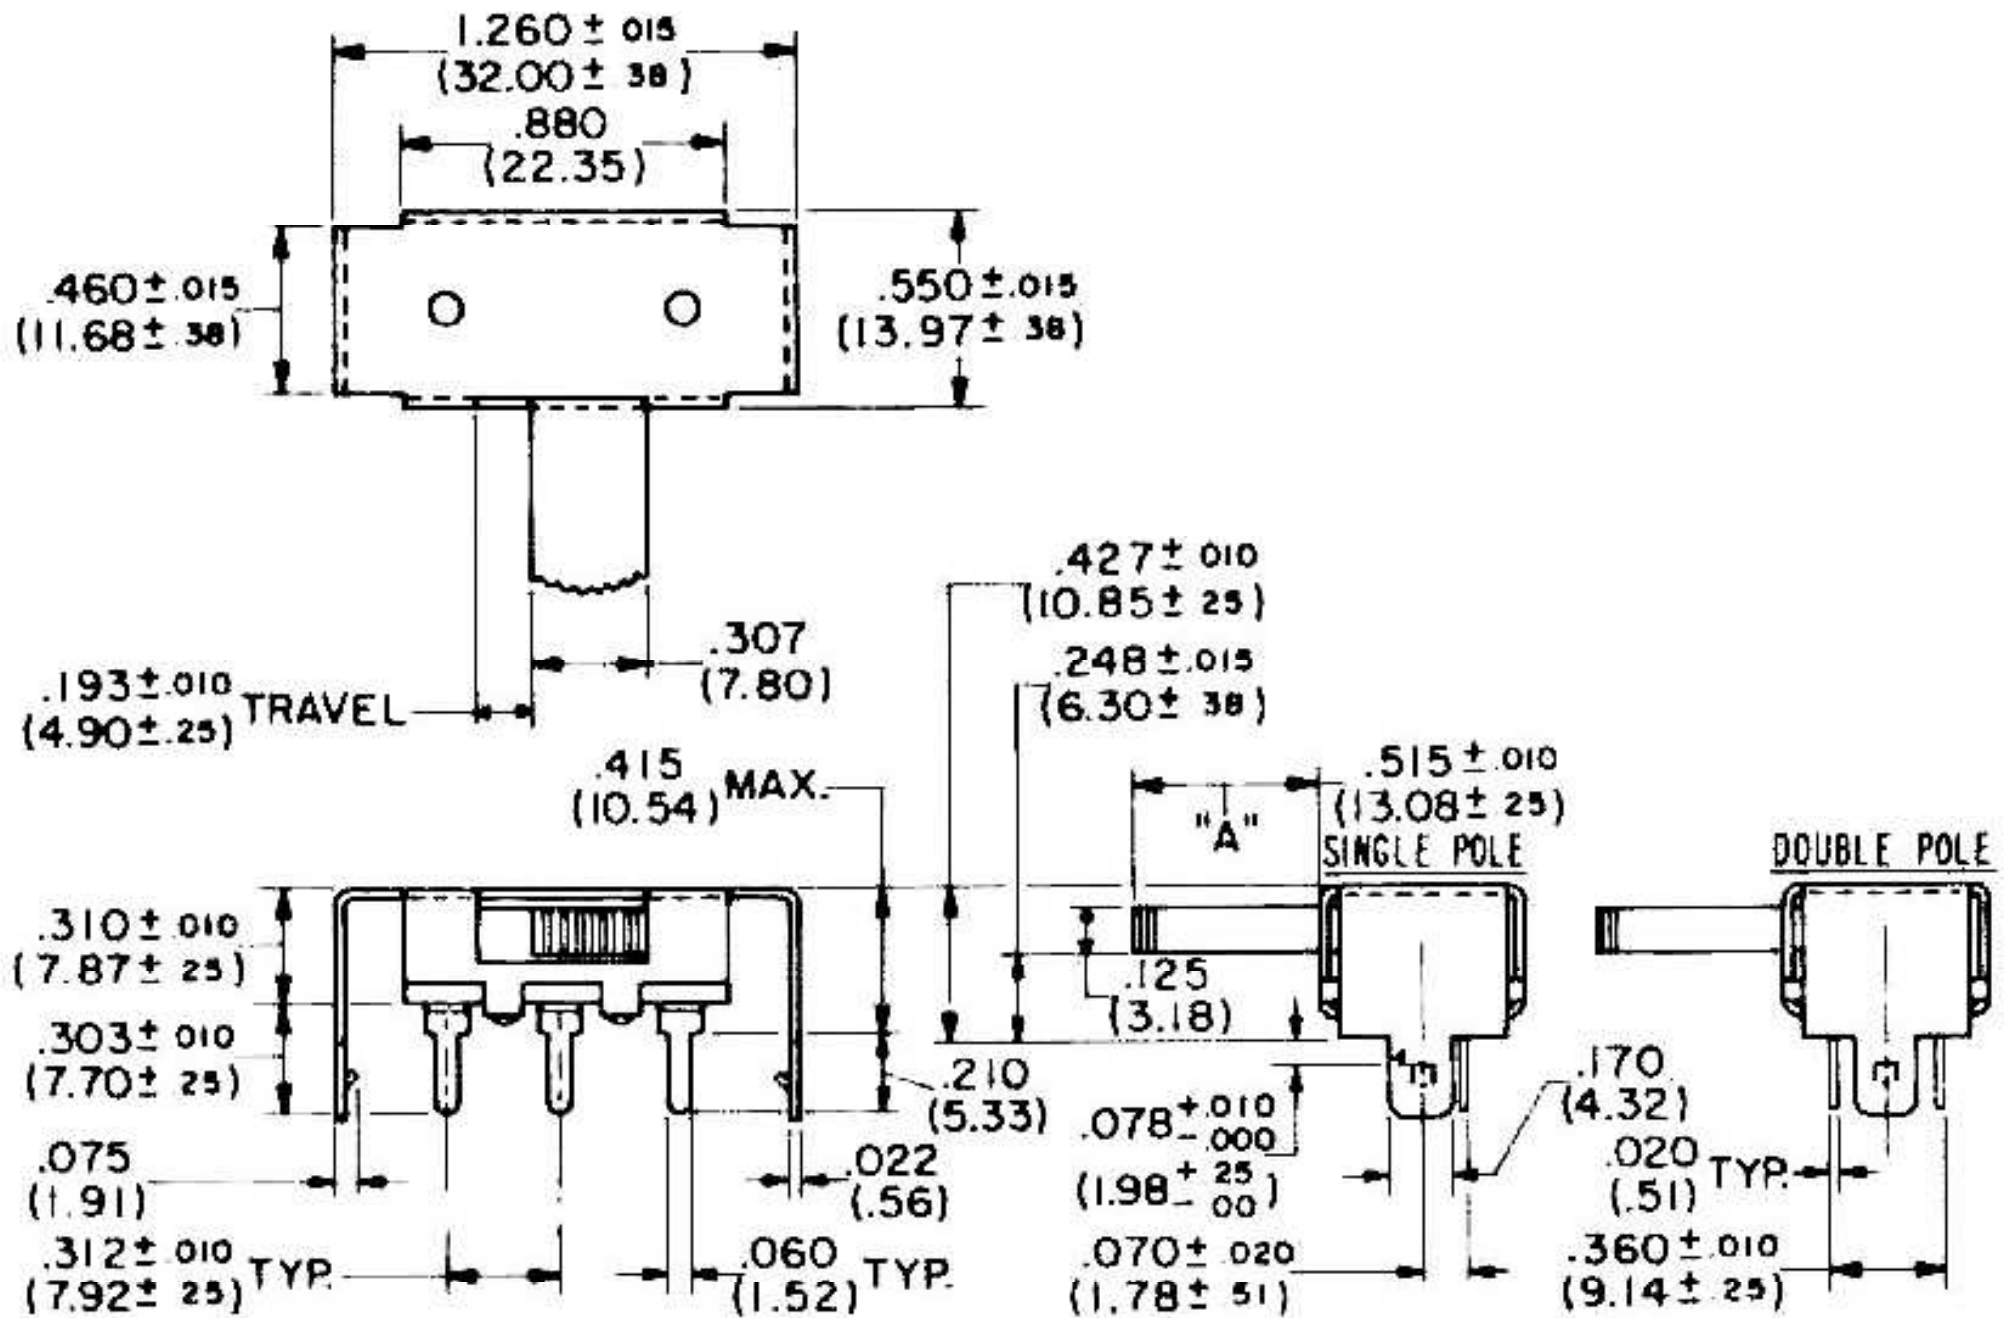 1.260 ± 015
(32.00 ± 38)
.880
(22.35)
.460 ± .015
(11.68 ± 38)
.550 ± .015
(13.97 ± 38)
.427 ± 010
(10.85 ± 25)
.307
(7.80)
.248 ± .015
(6.30 ± 38)
.193 ± .010
(4.90 ± .25) TRAVEL
.415
(10.54) MAX.
.515 ± .010
(13.08 ± 25)
"A"
SINGLE POLE
DOUBLE POLE
.310 ± 010
(7.87 ± 25)
.125
(3.18)
.303 ± 010
(7.70 ± 25)
.210
(5.33)
.170
(4.32)
.078 + .010 - .000
(1.98 + 25 - 00)
.075
(1.91)
.022
(.56)
.020
(.51) TYP.
.312 ± .010
(7.92 ± 25) TYP.
.060
(1.52) TYP.
.070 ± .020
(1.78 ± 51)
.360 ± .010
(9.14 ± .25)